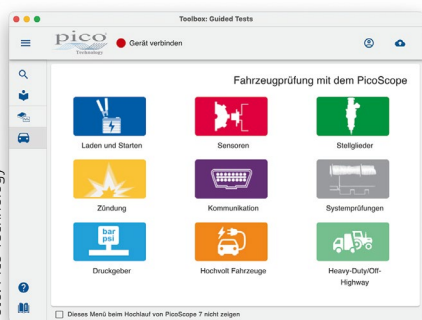 Toolbox: Guided Tests
pico
Technology
Gerät verbinden
Fahrzeugprüfung mit dem PicoScope
Laden und Starten
Sensoren
Stellglieder
Zündung
Kommunikation
Systemprüfungen
bar
psi
Druckgeber
Hochvolt Fahrzeuge
Heavy-Duty/Off-
Highway
Dieses Menü beim Hochlauf von PicoScope 7 nicht zeigen
Technology